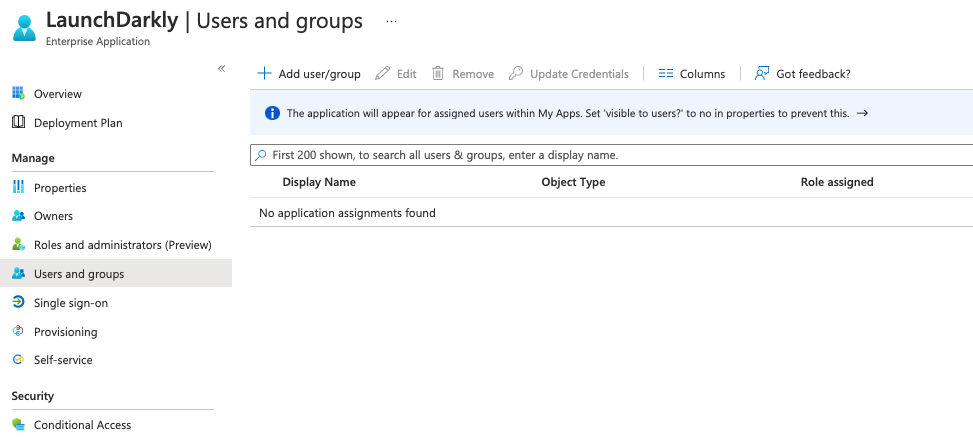 LaunchDarkly | Users and groups ...
Enterprise Application
«
Overview
Deployment Plan
Manage
Properties
Owners
Roles and administrators (Preview)
Users and groups
Single sign-on
Provisioning
Self-service
Security
Conditional Access
+ Add user/group Edit Remove Update Credentials Columns Got feedback?
The application will appear for assigned users within My Apps. Set 'visible to users?' to no in properties to prevent this. →
First 200 shown, to search all users & groups, enter a display name.
Display Name Object Type Role assigned
No application assignments found